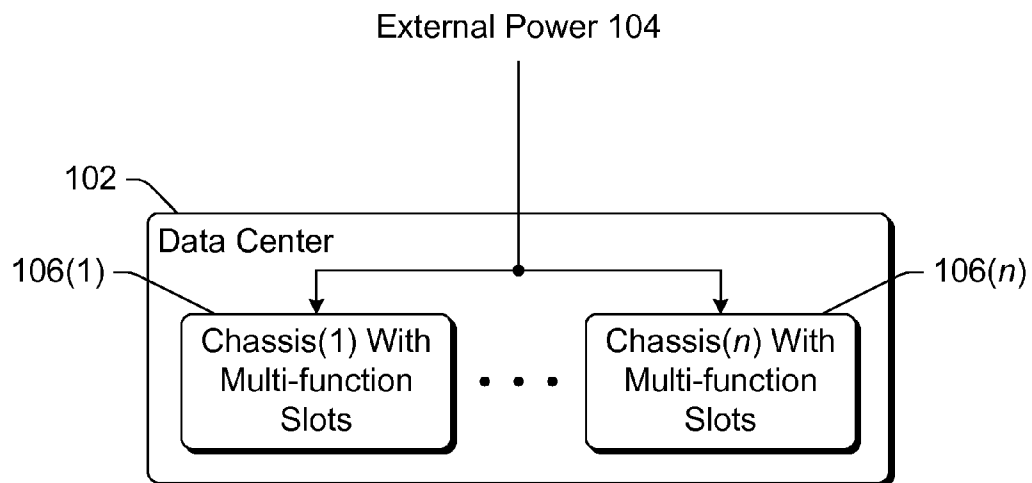 External Power 104
102
Data Center
106(1)
106(n)
Chassis(1) With
Multi-function
Slots
Chassis(n) With
Multi-function
Slots